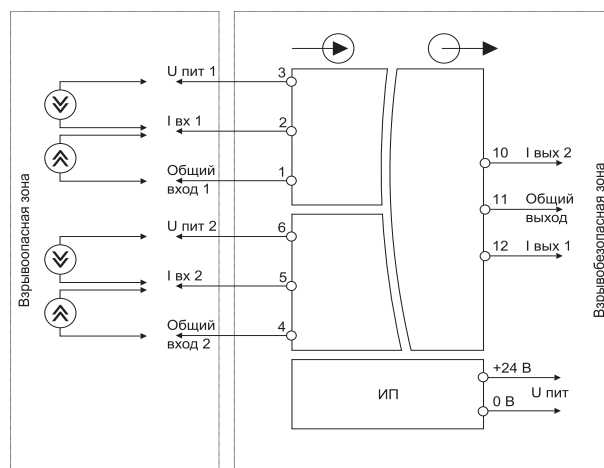 Взрывоопасная зона
U пит 1
3
I вх 1
2
Общий
вход 1
1
U пит 2
6
I вх 2
5
Общий
вход 2
4
10 I вых 2
11 Общий
выход
12 I вых 1
ИП
+24 В
U пит
0 В
Взрывобезопасная зона